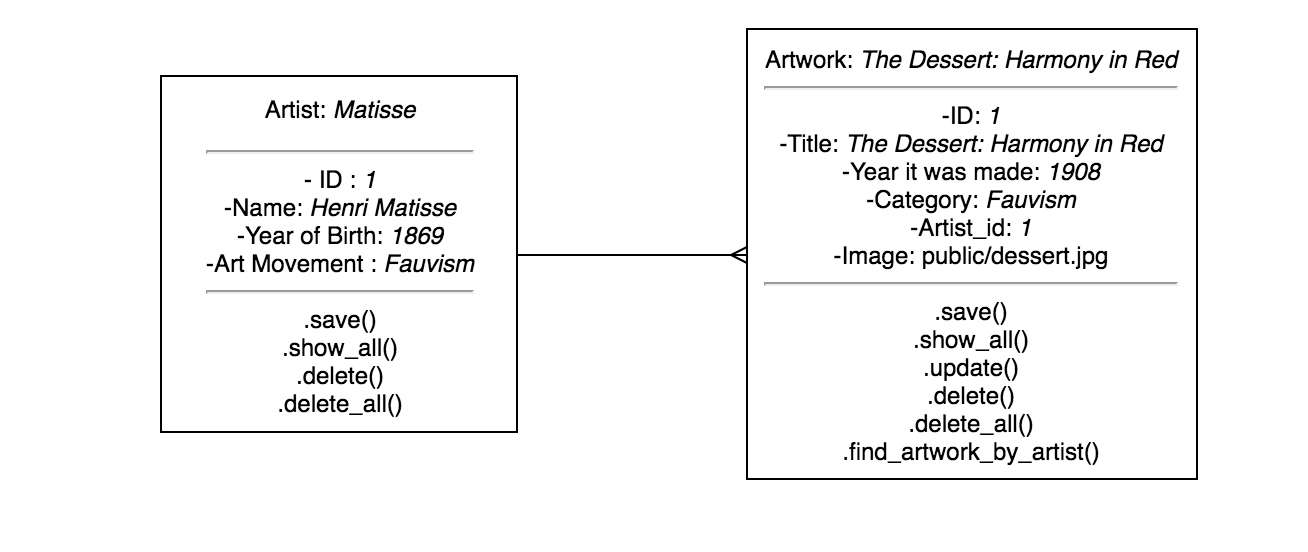 Artist: Matisse
- ID : 1
-Name: Henri Matisse
-Year of Birth: 1869
-Art Movement : Fauvism
.save()
.show_all()
.delete()
.delete_all()
Artwork: The Dessert: Harmony in Red
-ID: 1
-Title: The Dessert: Harmony in Red
-Year it was made: 1908
-Category: Fauvism
-Artist_id: 1
-Image: public/dessert.jpg
.save()
.show_all()
.update()
.delete()
.delete_all()
.find_artwork_by_artist()